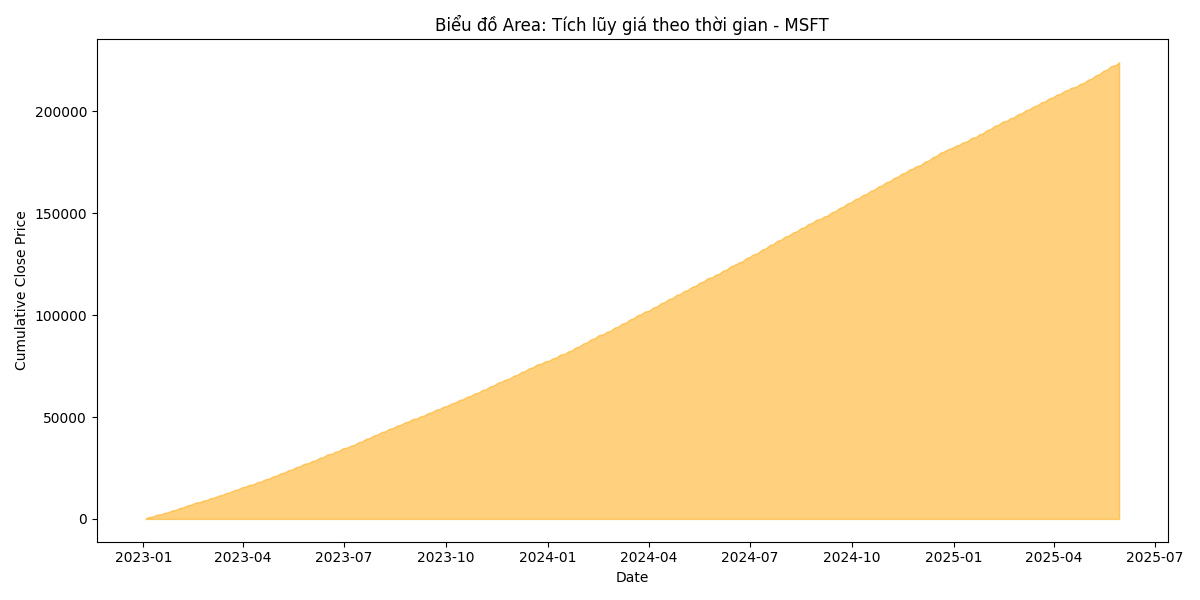 Biểu đồ Area: Tích lũy giá theo thời gian - MSFT
Cumulative Close Price
200000
150000
100000
50000
0
2023-01 2023-04 2023-07 2023-10 2024-01 2024-04 2024-07 2024-10 2025-01 2025-04 2025-07
Date